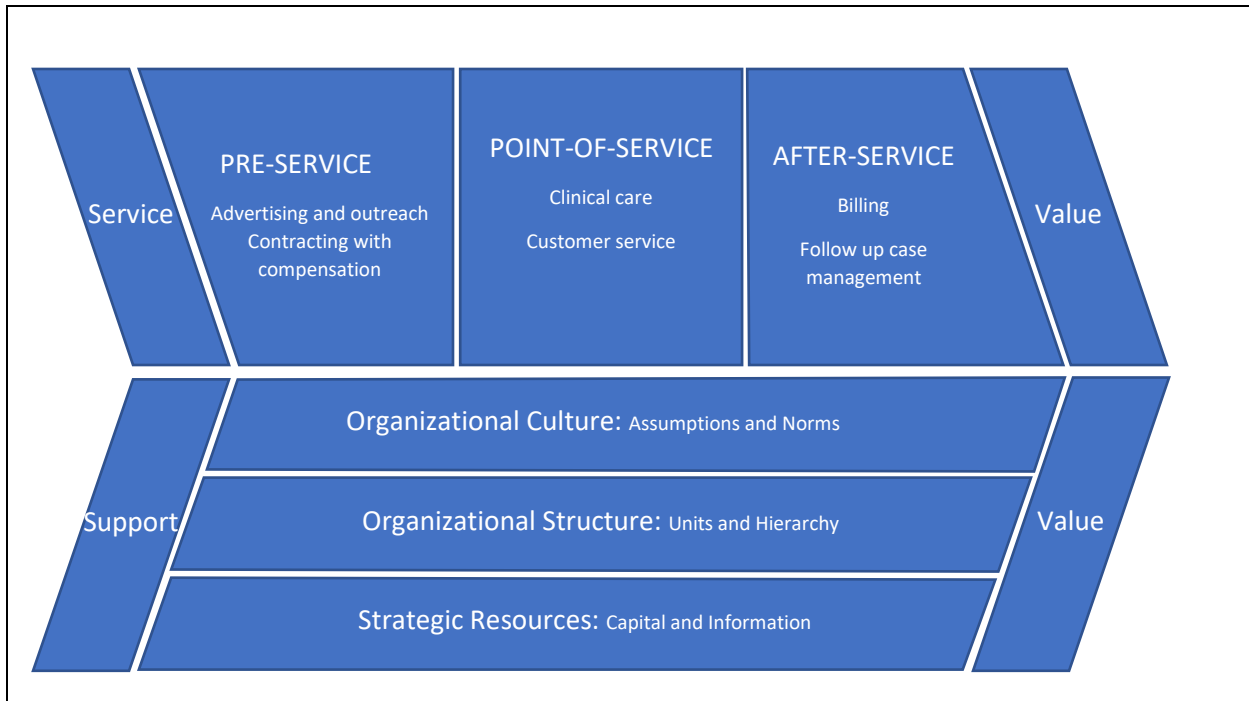 Service
PRE-SERVICE
Advertising and outreach
Contracting with
compensation
POINT-OF-SERVICE
Clinical care
Customer service
AFTER-SERVICE
Billing
Follow up case
management
Value
Support
Organizational Culture: Assumptions and Norms
Organizational Structure: Units and Hierarchy
Strategic Resources: Capital and Information
Value